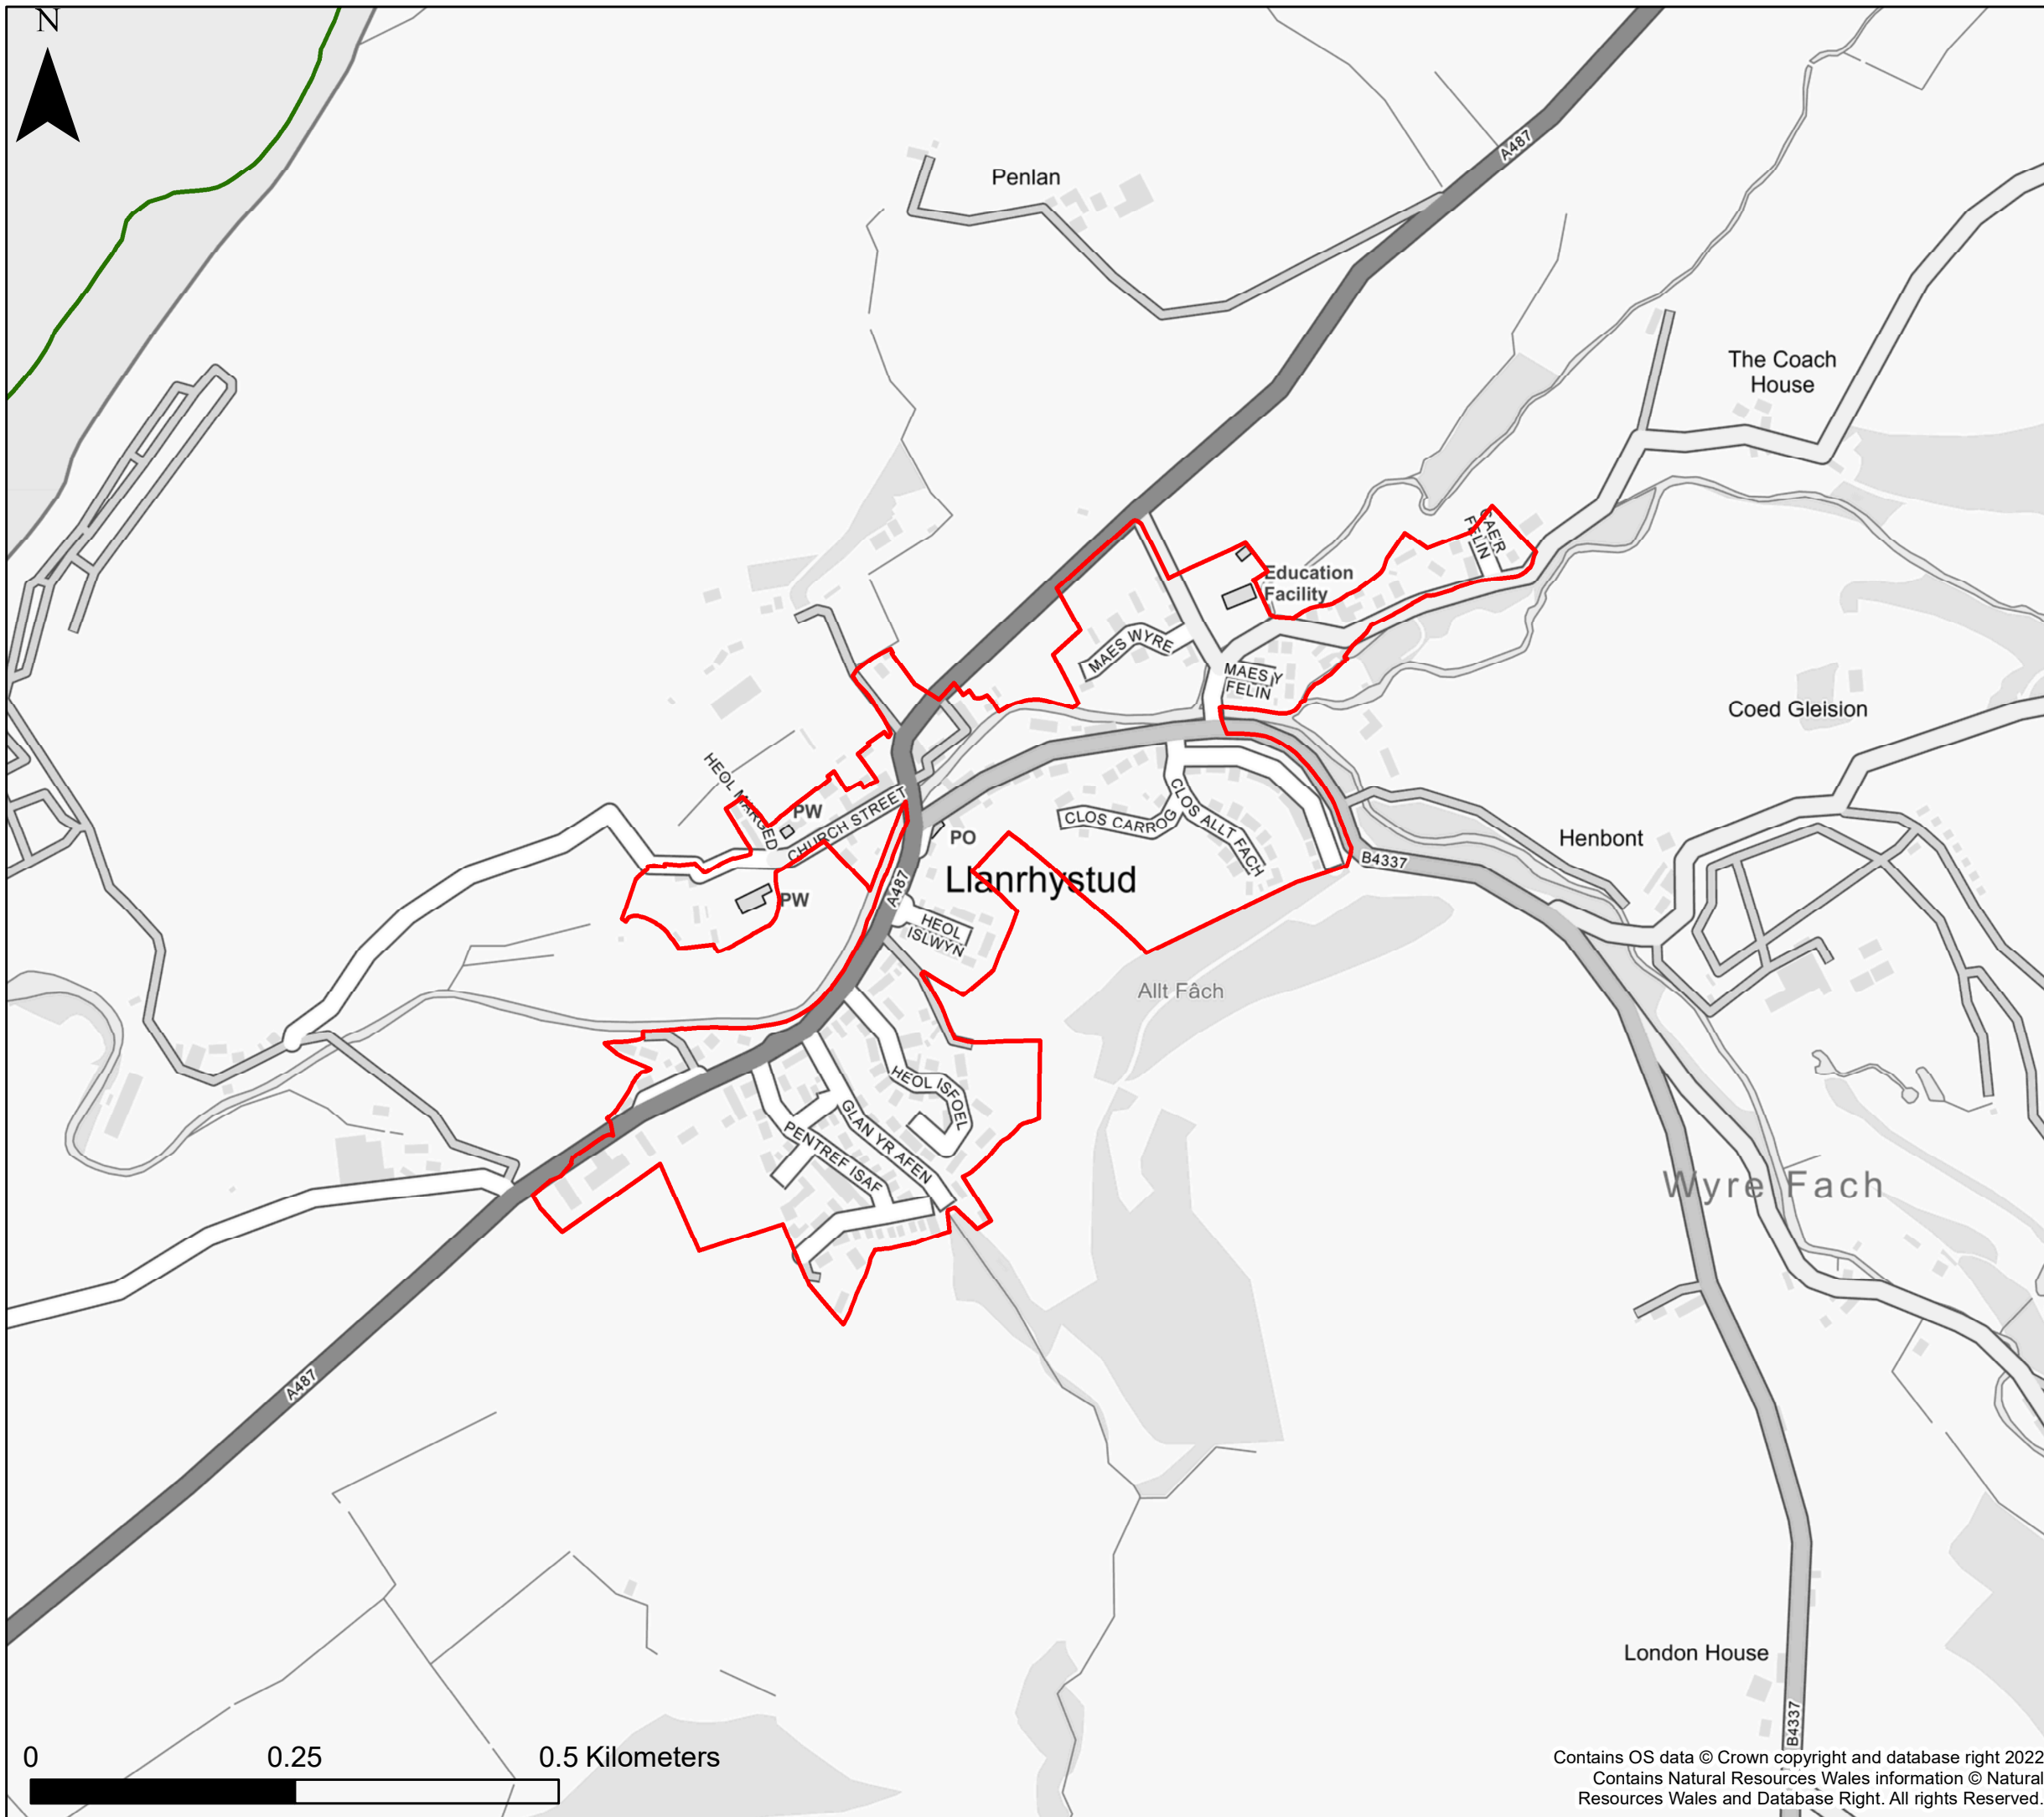 N
A487
Penlan
The Coach
House
CAE'R
FELIN
Education
Facility
MAES WYRE
MAES Y
FELIN
Coed Gleision
HEOL MARGED
PW
CHURCH STREET
PO
CLOS CARROG
CLOS ALLT FACH
Henbont
B4337
Llanrhystud
A487
PW
HEOL
ISLWYN
Allt Fâch
HEOL ISFOEL
GLAN YR AFEN
PENTREF ISAF
Wyre Fach
A487
London House
B4337
0 0.25 0.5 Kilometers
Contains OS data © Crown copyright and database right 2022
Contains Natural Resources Wales information © Natural
Resources Wales and Database Right. All rights Reserved.